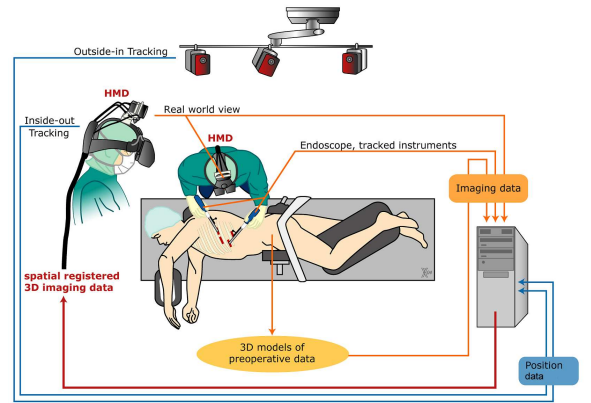 Outside-in Tracking
HMD
Real world view
Inside-out
Tracking
HMD
Endoscope, tracked instruments
Imaging data
spatial registered
3D imaging data
3D models of
preoperative data
Position
data